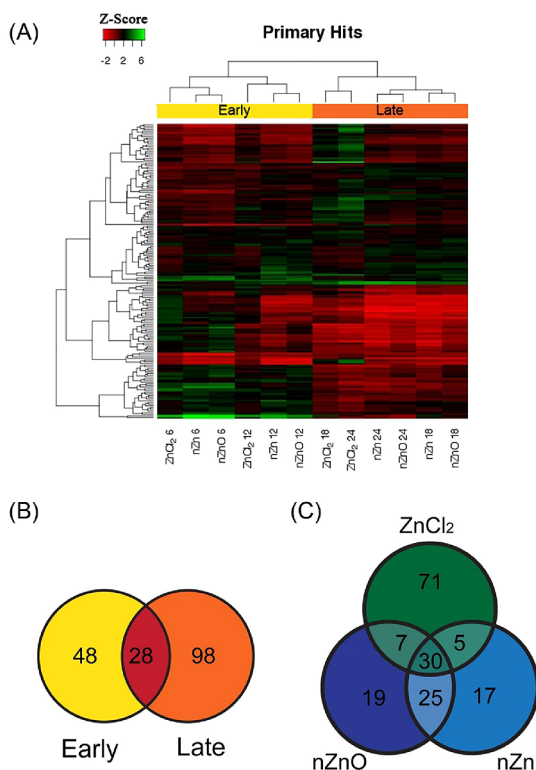 (A)
Z-Score
-2 2 6
Primary Hits
Early Late
ZnCl₂ 6
nZn 6
nZnO 6
ZnCl₂ 12
nZn 12
nZnO 12
ZnCl₂ 18
ZnCl₂ 24
nZn 24
nZnO 24
nZn 18
nZnO 18
(B)
48 28 98
Early Late
(C)
ZnCl₂
71
7 5
30
19 25 17
nZnO nZn